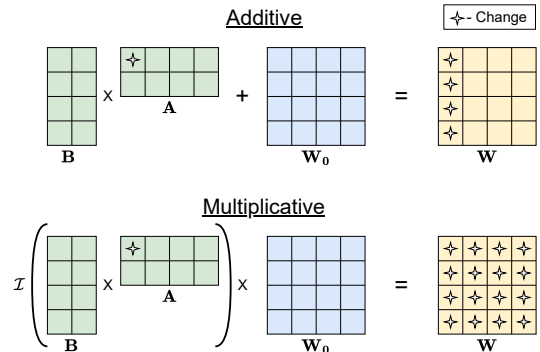 Additive
✧- Change
B x A + W₀ = W
Multiplicative
ℐ ( B x A ) x W₀ = W